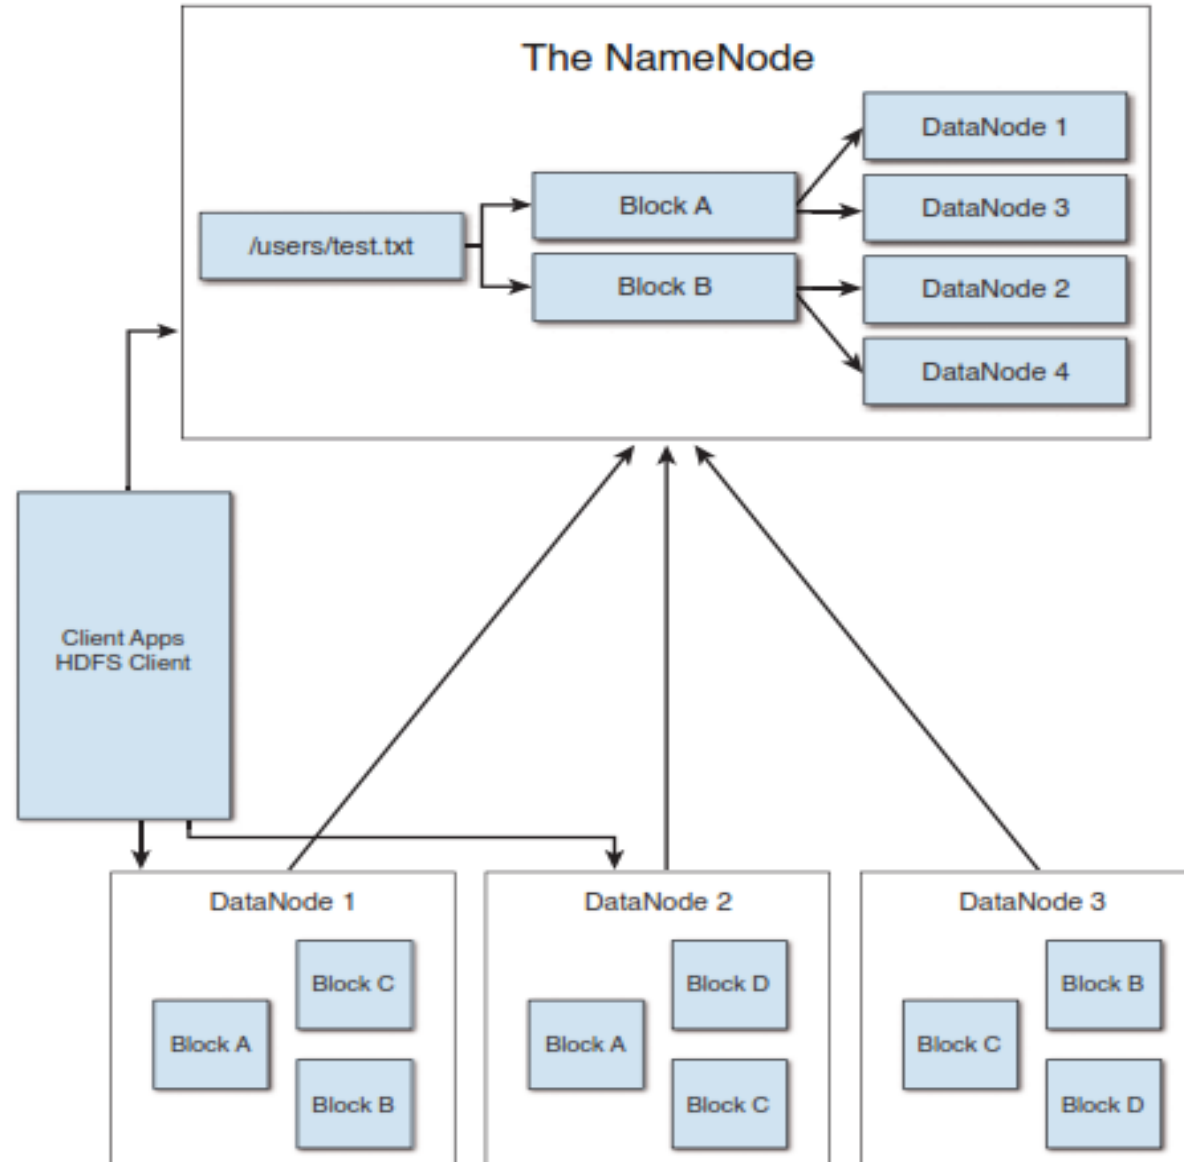 The NameNode
DataNode 1
Block A
DataNode 3
/users/test.txt
Block B
DataNode 2
DataNode 4
Client Apps
HDFS Client
DataNode 1
Block C
Block A
Block B
DataNode 2
Block D
Block A
Block C
DataNode 3
Block B
Block C
Block D